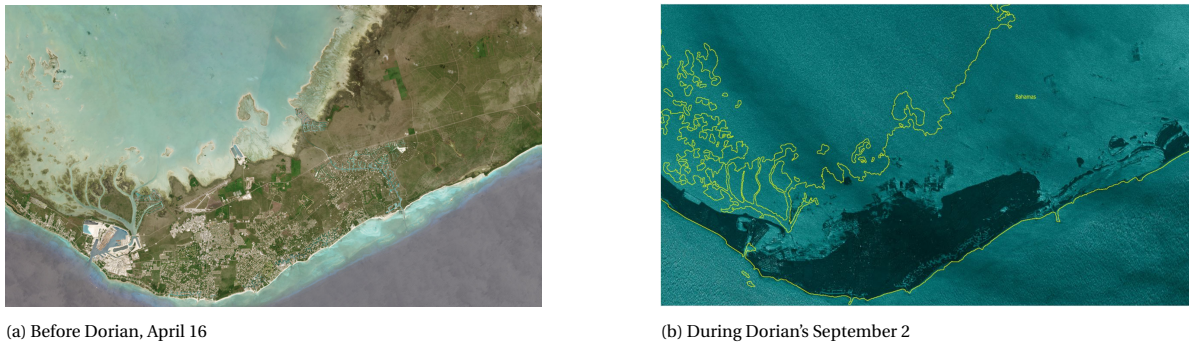 Bahamas
(a) Before Dorian, April 16
(b) During Dorian's September 2